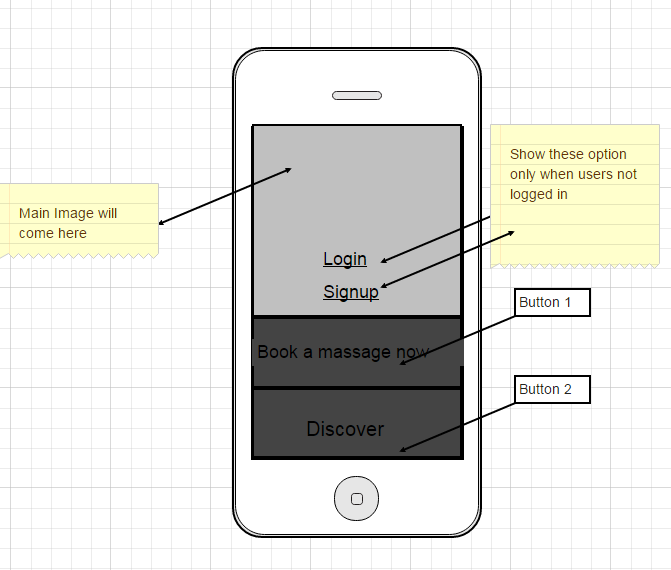 Main Image will
come here
Show these option
only when users not
logged in
Login
Signup
Button 1
Book a massage now
Button 2
Discover